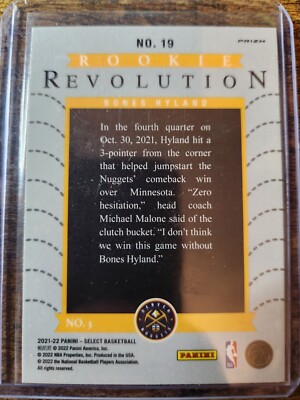 NO. 19
PRIZM
ROOKIE
REVOLUTION
BONES HYLAND
In the fourth quarter on
Oct. 30, 2021, Hyland hit a
3-pointer from the corner
that helped jumpstart the
Nuggets' comeback win
over Minnesota. "Zero
hesitation," head coach
Michael Malone said of the
clutch bucket. "I don't think
we win this game without
Bones Hyland."
DENVER
NUGGETS
NO. 3
2021-22 PANINI – SELECT BASKETBALL
© 2022 Panini America, Inc.
© 2022 NBA Properties, Inc. Produced in the USA.
© 2022 the National Basketball Players Association.
All rights reserved.
PANINI